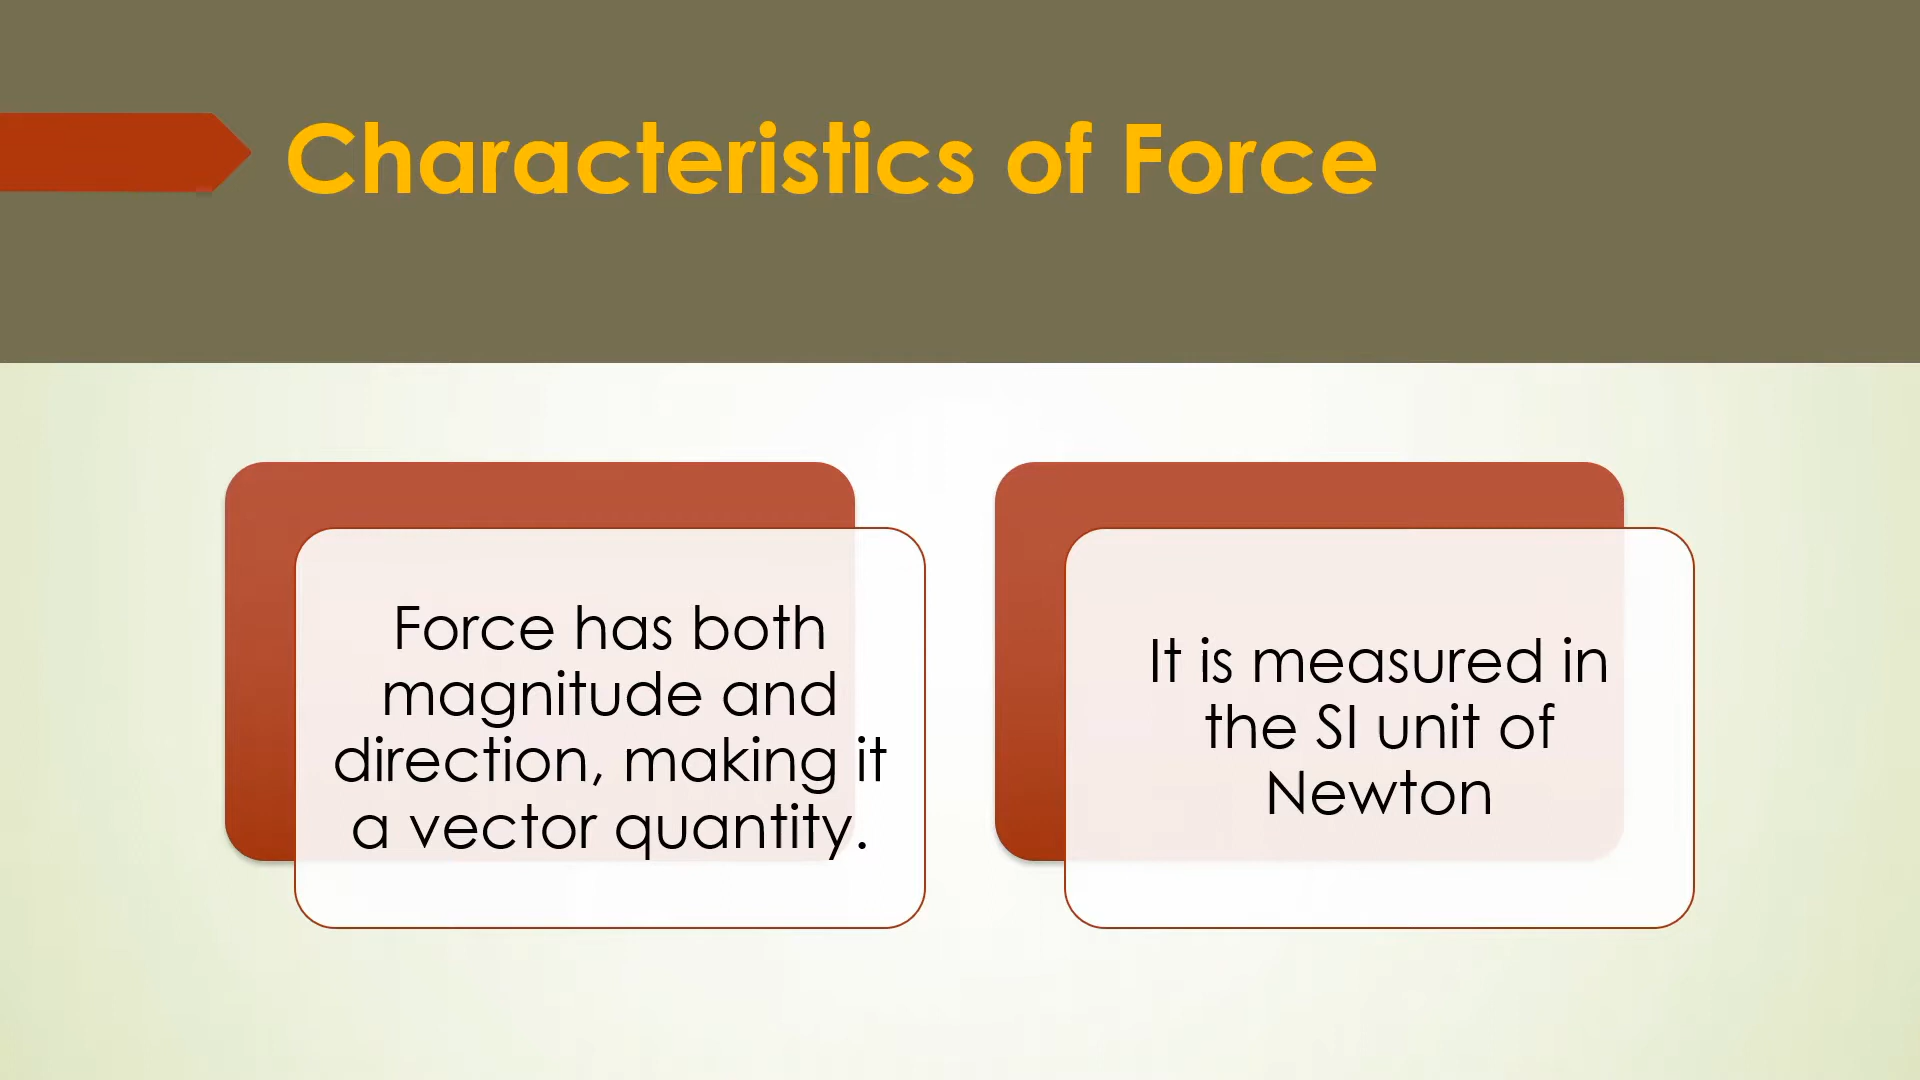 Characteristics of Force
Force has both
magnitude and
direction, making it
a vector quantity.
It is measured in
the SI unit of
Newton